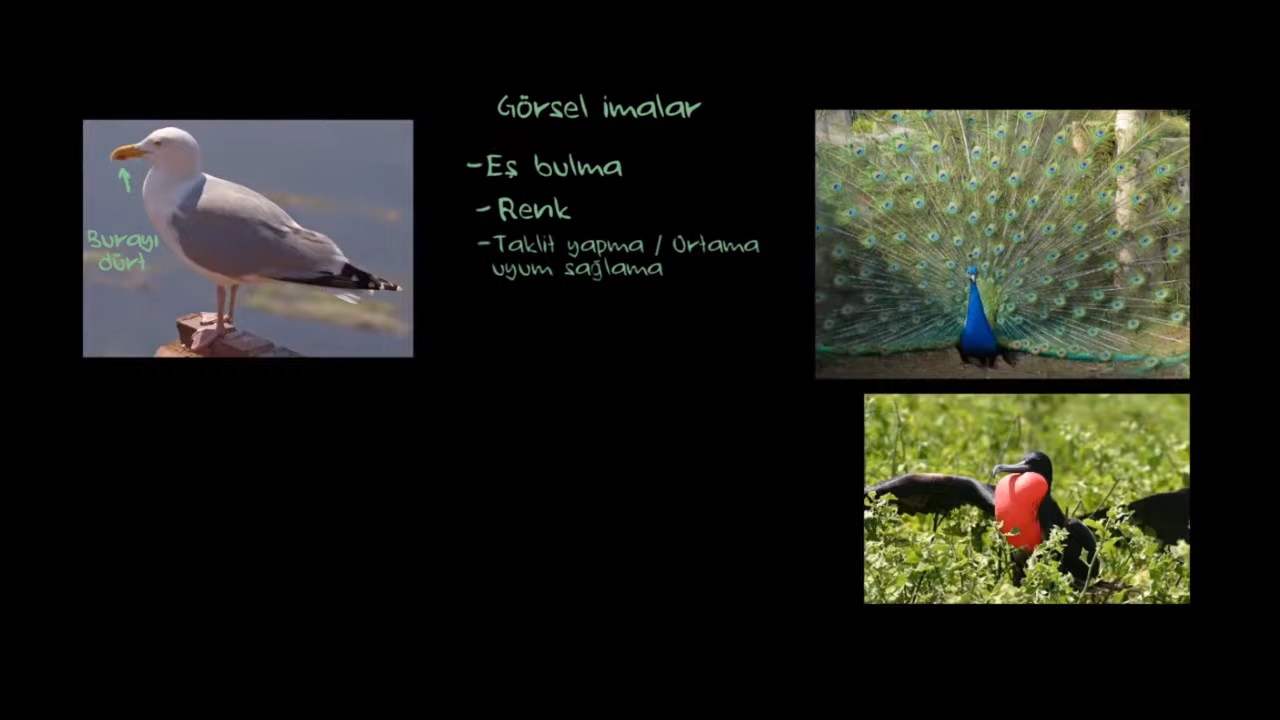 Görsel imalar
-Eş bulma
-Renk
-Taklit yapma / Ortama
uyum sağlama
Burayı
dürt